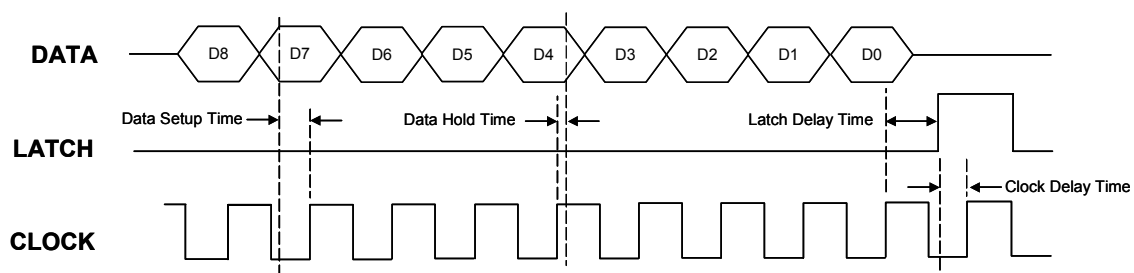 DATA
D8 D7 D6 D5 D4 D3 D2 D1 D0
Data Setup Time
Data Hold Time
Latch Delay Time
LATCH
Clock Delay Time
CLOCK